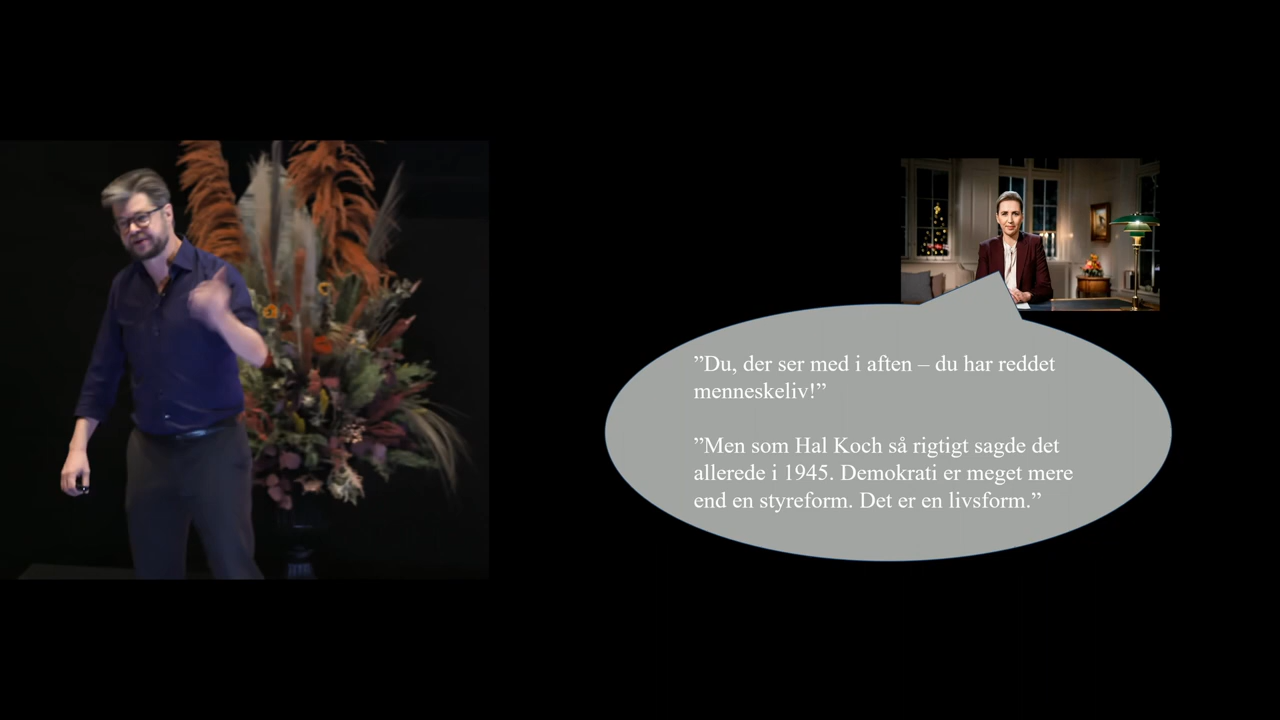 ”Du, der ser med i aften – du har reddet
menneskeliv!”
”Men som Hal Koch så rigtigt sagde det
allerede i 1945. Demokrati er meget mere
end en styreform. Det er en livsform.”